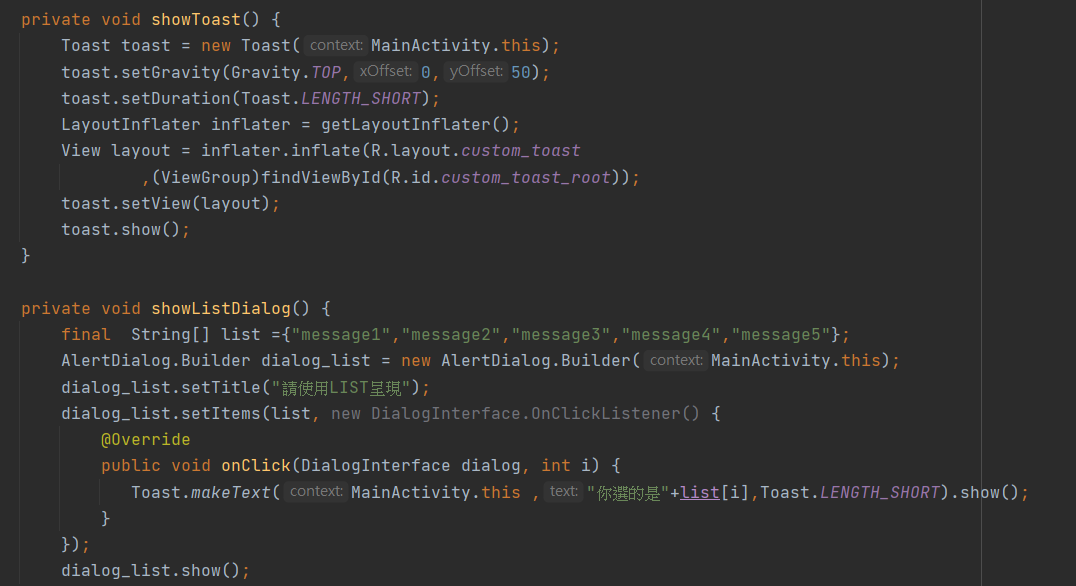 private void showToast() {
Toast toast = new Toast( context: MainActivity.this);
toast.setGravity(Gravity.TOP, xOffset: 0, yOffset: 50);
toast.setDuration(Toast.LENGTH_SHORT);
LayoutInflater inflater = getLayoutInflater();
View layout = inflater.inflate(R.layout.custom_toast
,(ViewGroup)findViewById(R.id.custom_toast_root));
toast.setView(layout);
toast.show();
}
private void showListDialog() {
final  String[] list ={"message1","message2","message3","message4","message5"};
AlertDialog.Builder dialog_list = new AlertDialog.Builder( context: MainActivity.this);
dialog_list.setTitle("請使用LIST呈現");
dialog_list.setItems(list, new DialogInterface.OnClickListener() {
@Override
public void onClick(DialogInterface dialog, int i) {
Toast.makeText( context: MainActivity.this , text: "你選的是"+list[i],Toast.LENGTH_SHORT).show();
}
});
dialog_list.show();